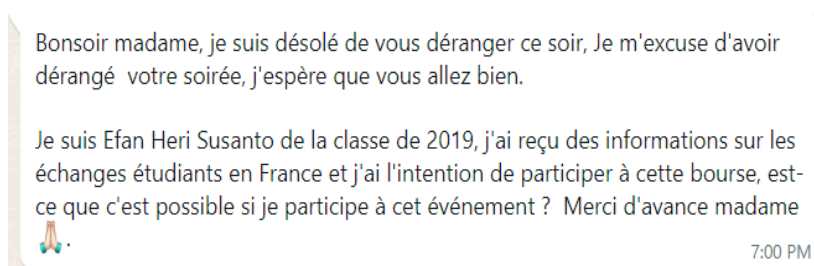 Bonsoir madame, je suis désolé de vous déranger ce soir, Je m'excuse d'avoir
dérangé  votre soirée, j'espère que vous allez bien.
Je suis Efan Heri Susanto de la classe de 2019, j'ai reçu des informations sur les
échanges étudiants en France et j'ai l'intention de participer à cette bourse, est-
ce que c'est possible si je participe à cet événement ?  Merci d'avance madame
🙏🏻.
7:00 PM